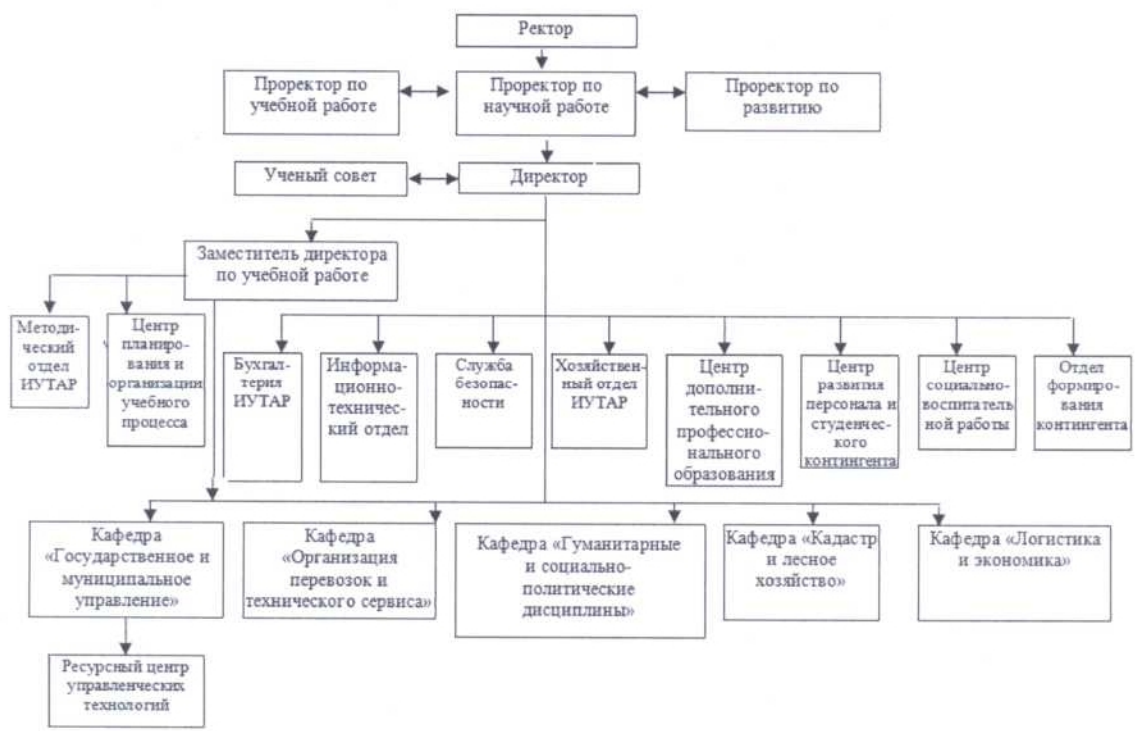 Ректор
Проректор по
учебной работе
Проректор по
научной работе
Проректор по
развитию
Ученый совет
Директор
Заместитель директора
по учебной работе
Методи-
ческий
отдел
ИУТАР
Центр
планиро-
вания и
организации
учебного
процесса
Бухгал-
терия
ИУТАР
Информа-
ционно-
техничес-
кий отдел
Служба
безопас-
ности
Хозяйствен-
ный отдел
ИУТАР
Центр
дополни-
тельного
профессио-
нального
образования
Центр
развития
персонала и
студенчес-
кого
контингента
Центр
социально-
воспитатель
ной работы
Отдел
формиро-
вания
контингента
Кафедра
«Государственное и
муниципальное
управление»
Кафедра
«Организация
перевозок и
технического сервиса»
Кафедра «Гуманитарные
и социально-
политические
дисциплины»
Кафедра «Кадастр
и лесное
хозяйство»
Кафедра «Логистика
и экономика»
Ресурсный центр
управленческих
технологий